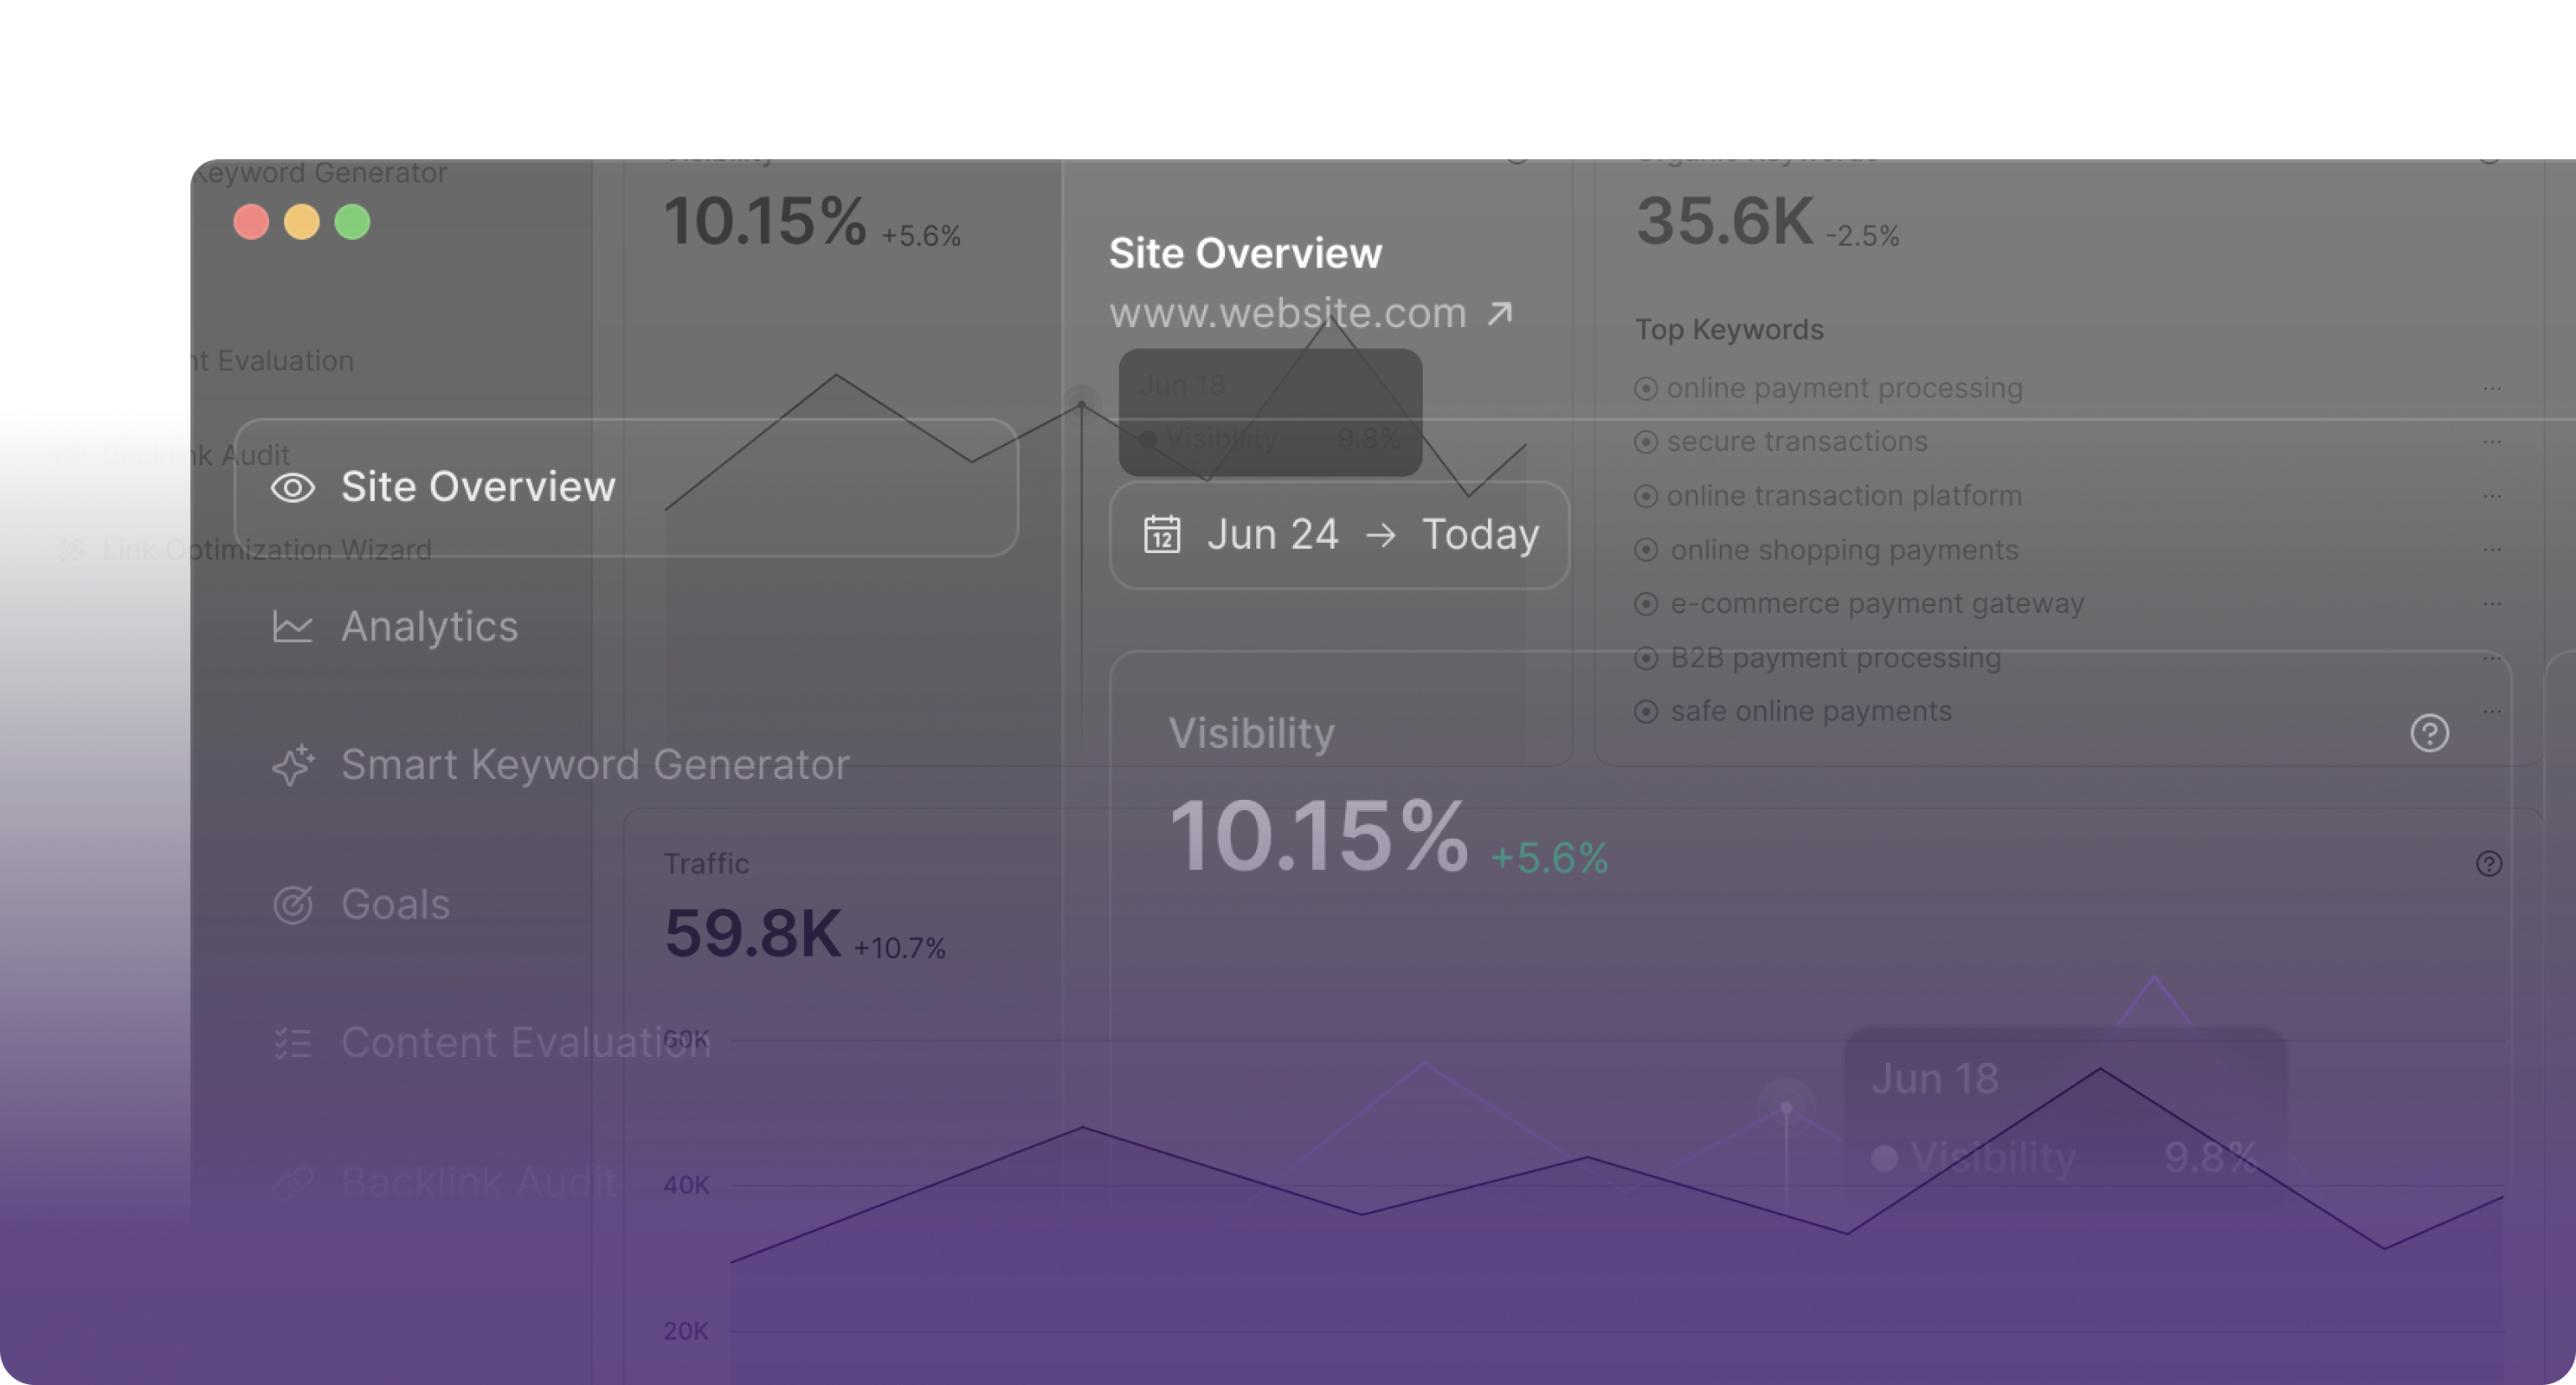 Keyword Generator
Visibility
10.15% +5.6%
Organic Keywords
35.6K -2.5%
Site Overview
www.website.com
Top Keywords
nt Evaluation
Jun 18
Visibility 9.8%
online payment processing
secure transactions
online transaction platform
online shopping payments
e-commerce payment gateway
B2B payment processing
safe online payments
Backlink Audit
Site Overview
Link Optimization Wizard
12 Jun 24 → Today
Analytics
Smart Keyword Generator
Goals
Content Evaluation
Backlink Audit
Visibility
10.15% +5.6%
Traffic
59.8K +10.7%
60K
40K
20K
Jun 18
Visibility 9.8%